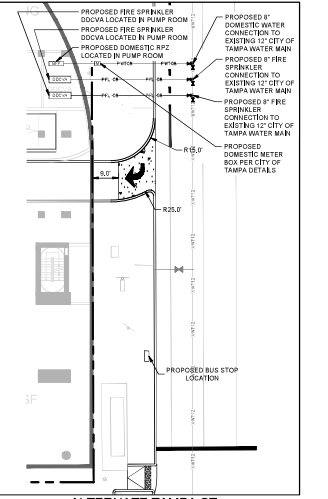 PROPOSED FIRE SPRINKLER
DDCVA LOCATED IN PUMP ROOM
PROPOSED FIRE SPRINKLER
DDCVA LOCATED IN PUMP ROOM
PROPOSED DOMESTIC RPZ
LOCATED IN PUMP ROOM
PROPOSED 8"
DOMESTIC WATER
CONNECTION TO
EXISTING 12" CITY OF
TAMPA WATER MAIN
PROPOSED 8" FIRE
SPRINKLER
CONNECTION TO
EXISTING 12" CITY OF
TAMPA WATER MAIN
PROPOSED 8" FIRE
SPRINKLER
CONNECTION TO
EXISTING 12" CITY OF
TAMPA WATER MAIN
PROPOSED
DOMESTIC METER
BOX PER CITY OF
TAMPA DETAILS
DDCVA
DDCVA
R15.0'
9.0'
R25.0'
PROPOSED BUS STOP
LOCATION
SF